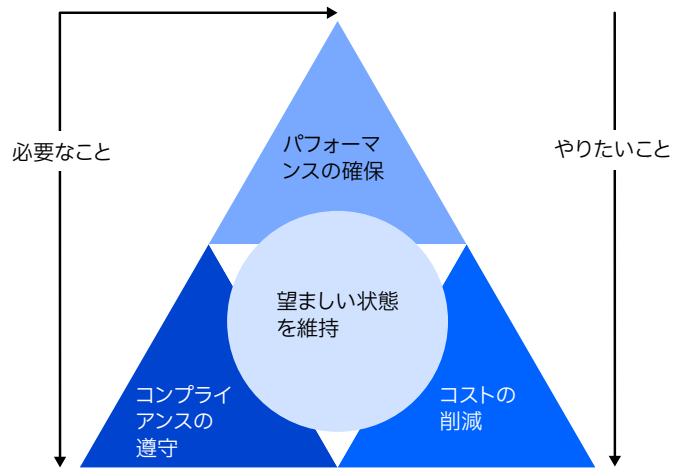 パフォーマ
ンスの確保
必要なこと
やりたいこと
望ましい状態
を維持
コンプライ
アンスの
遵守
コストの
削減